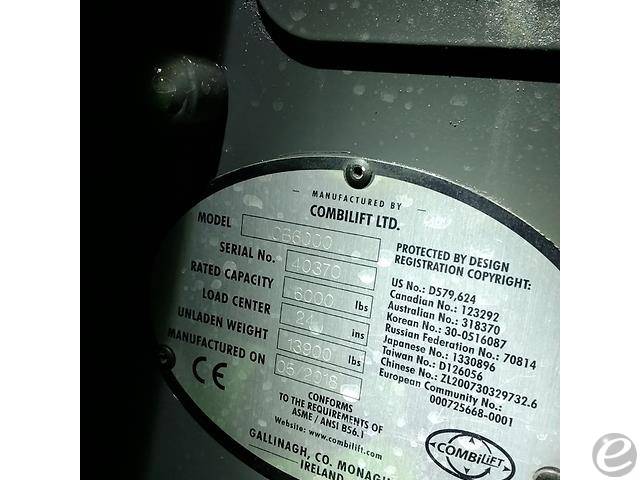 MANUFACTURED BY
COMBILIFT LTD.
MODEL CB6000
SERIAL No. 40370
RATED CAPACITY 6000 lbs
LOAD CENTER 24 ins
UNLADEN WEIGHT 13900 lbs
MANUFACTURED ON 06/2018
CE
CONFORMS
TO THE REQUIREMENTS OF
ASME / ANSI B56.1
Website: www.combilift.com
GALLINAGH, CO. MONAGH
IRELAND
PROTECTED BY DESIGN
REGISTRATION COPYRIGHT:
US No.: D579,624
Canadian No.: 123292
Australian No.: 318370
Korean No.: 30-0516087
Russian Federation No.: 70814
Japanese No.: 1330896
Taiwan No.: D126056
Chinese No.: ZL200730329732.6
European Community No.:
000725668-0001
COMBiLiFT